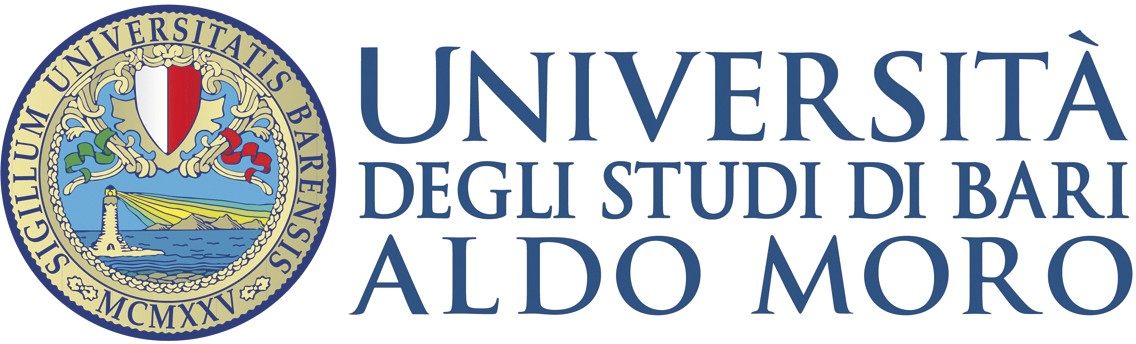 SIGILLUM UNIVERSITATIS BARENSIS
MCMXXV
UNIVERSITÀ
DEGLI STUDI DI BARI
ALDO MORO